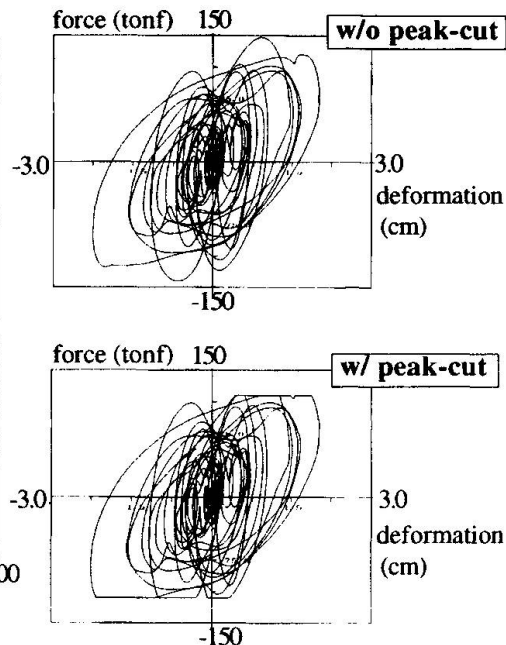 force (tonf) 150 w/o peak-cut
-3.0 3.0
deformation
(cm)
-150
force (tonf) 150 w/ peak-cut
-3.0 3.0
deformation
(cm)
00
-150